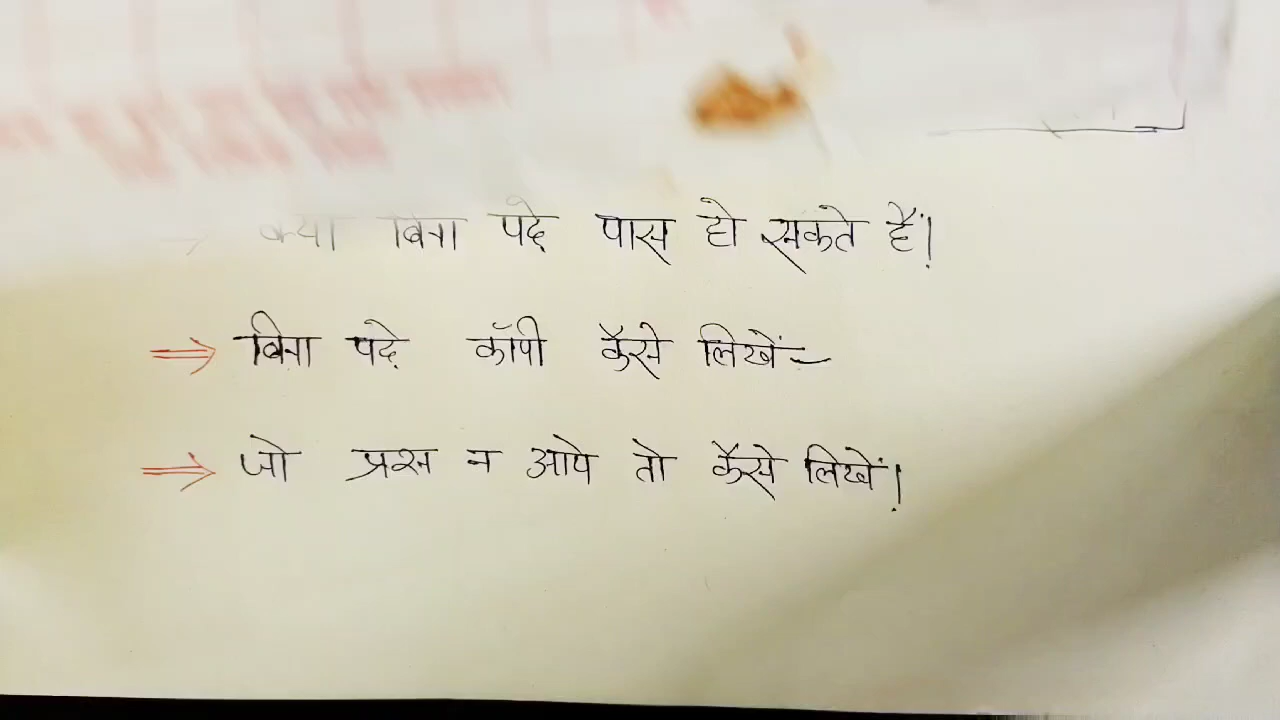 क्या बिना पढ़े पास हो सकते हैं!
⇒ बिना पढ़े कॉपी कैसे लिखें-
⇒ जो प्रश्न न आये तो कैसे लिखें!